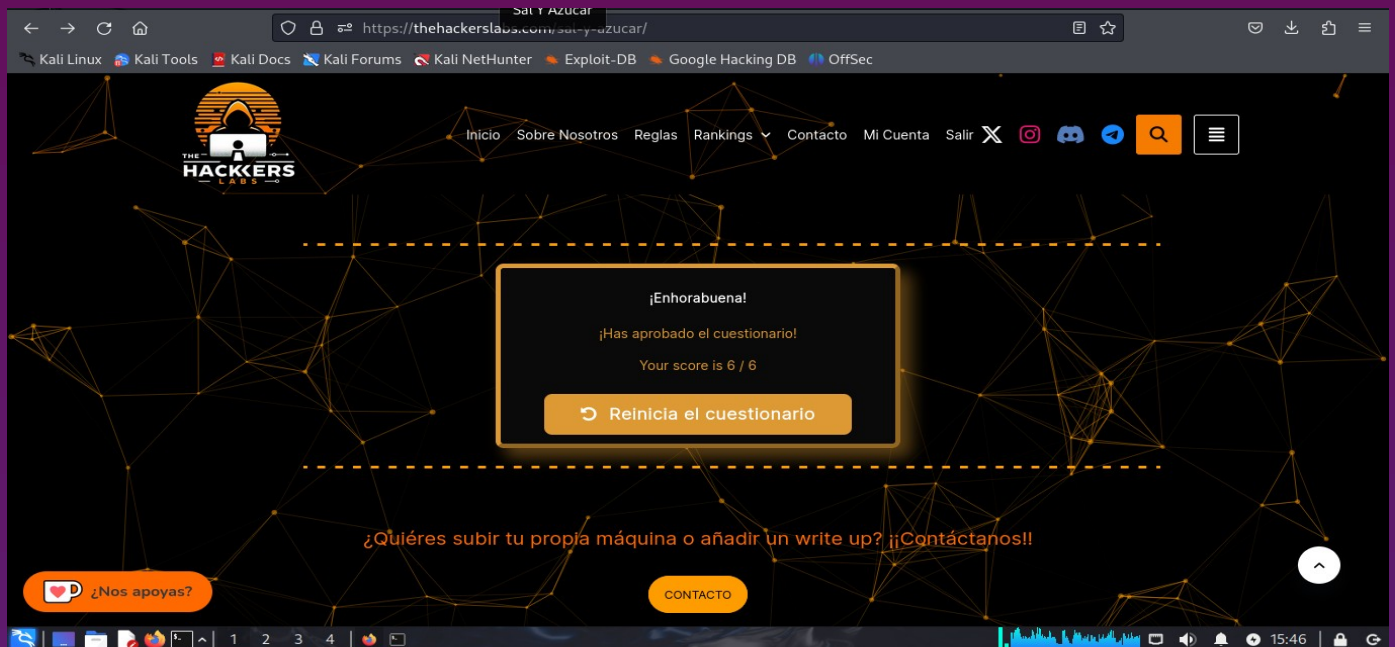 Sal Y Azucar
https://thehackerslabs.com/sal-y-azucar/
Kali Linux Kali Tools Kali Docs Kali Forums Kali NetHunter Exploit-DB Google Hacking DB OffSec
THE
HACKERS
LABS
Inicio Sobre Nosotros Reglas Rankings Contacto Mi Cuenta Salir
¡Enhorabuena!
¡Has aprobado el cuestionario!
Your score is 6 / 6
Reinicia el cuestionario
¿Quiéres subir tu propia máquina o añadir un write up? ¡¡Contáctanos!!
¿Nos apoyas?
CONTACTO
1 2 3 4
15:46